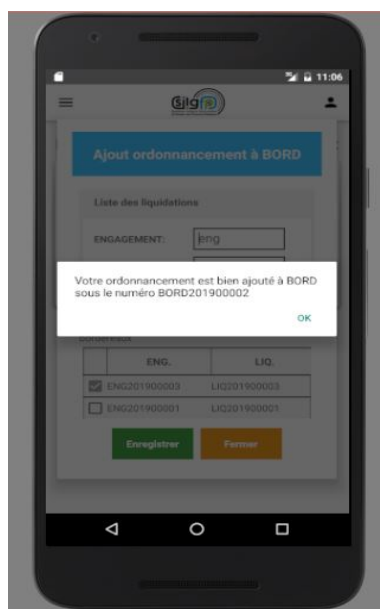 11:06
Ajout ordonnancement à BORD
Liste des liquidations
ENGAGEMENT: eng
Votre ordonnancement est bien ajouté à BORD
sous le numéro BORD201900002
OK
Bordereaux
ENG. LIQ.
ENG201900003 LIQ201900003
ENG201900001 LIQ201900001
Enregistrer Fermer